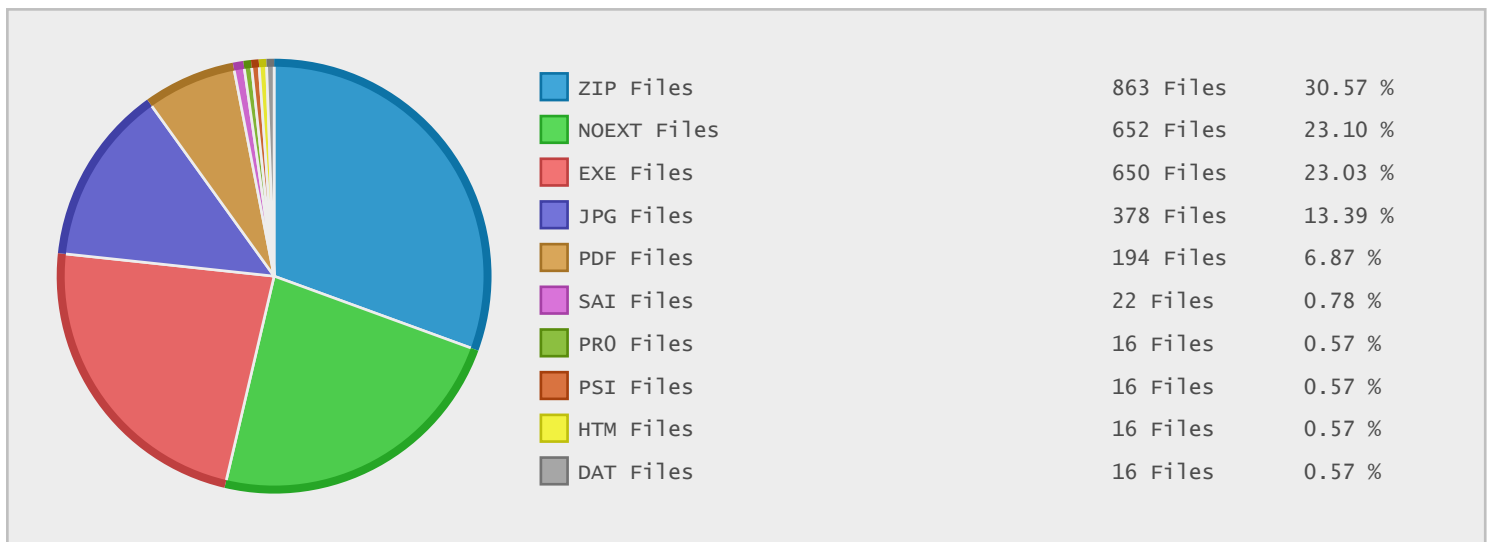 ZIP Files 863 Files 30.57 %
NOEXT Files 652 Files 23.10 %
EXE Files 650 Files 23.03 %
JPG Files 378 Files 13.39 %
PDF Files 194 Files 6.87 %
SAI Files 22 Files 0.78 %
PR0 Files 16 Files 0.57 %
PSI Files 16 Files 0.57 %
HTM Files 16 Files 0.57 %
DAT Files 16 Files 0.57 %